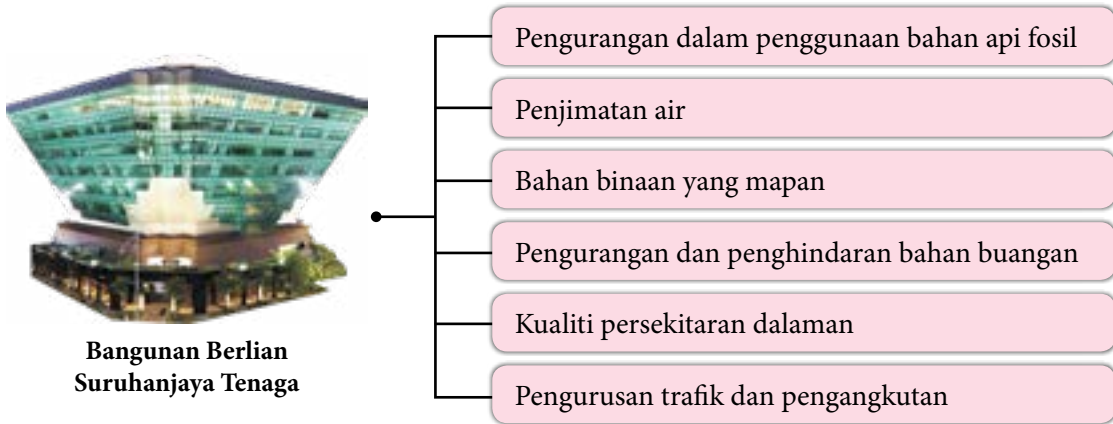 Pengurangan dalam penggunaan bahan api fosil
Penjimatan air
Bahan binaan yang mapan
Pengurangan dan penghindaran bahan buangan
Kualiti persekitaran dalaman
Pengurusan trafik dan pengangkutan
Bangunan Berlian
Suruhanjaya Tenaga